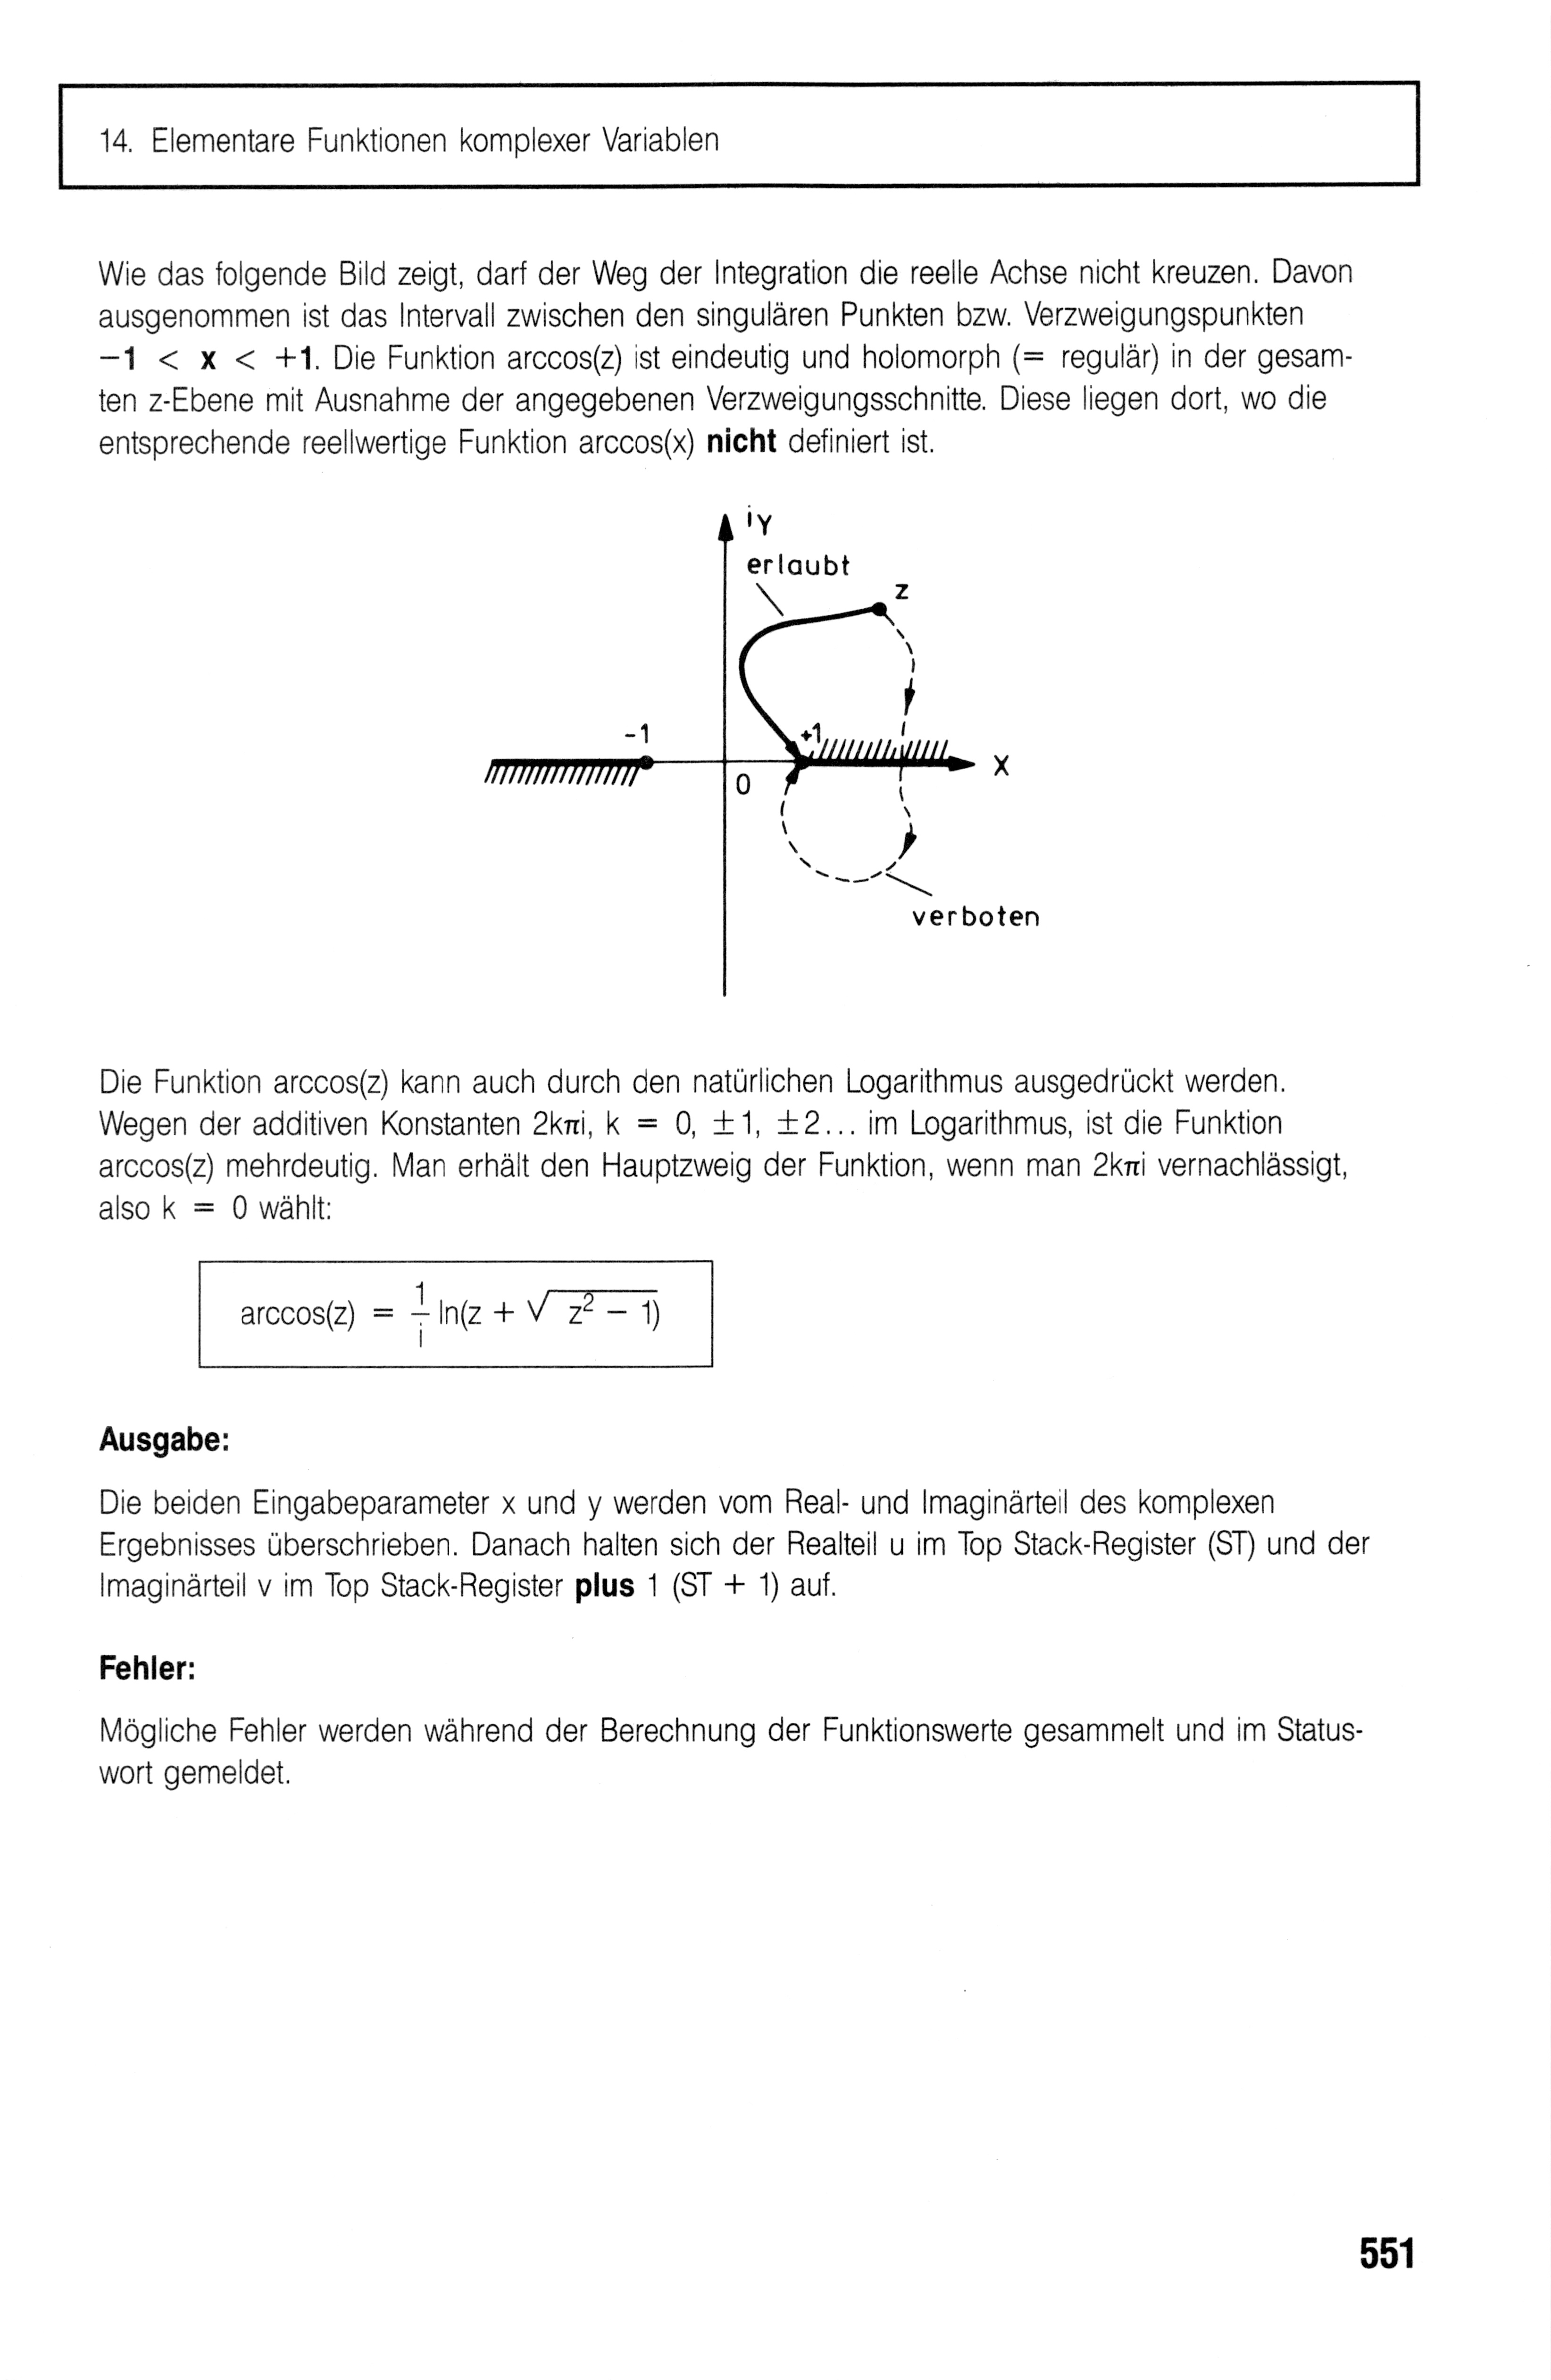 14. Elementare Funktionen komplexer Variablen
Wie das folgende Bild zeigt, darf der Weg der Integration die reelle Achse nicht kreuzen. Davon
ausgenommen ist das Intervall zwischen den singulären Punkten bzw. Verzweigungspunkten
−1 < x < +1. Die Funktion arccos(z) ist eindeutig und holomorph (= regulär) in der gesam-
ten z-Ebene mit Ausnahme der angegebenen Verzweigungsschnitte. Diese liegen dort, wo die
entsprechende reellwertige Funktion arccos(x) nicht definiert ist.
iY
erlaubt
z
-1
+1
X
0
verboten
Die Funktion arccos(z) kann auch durch den natürlichen Logarithmus ausgedrückt werden.
Wegen der additiven Konstanten 2kπi, k = 0, ±1, ±2... im Logarithmus, ist die Funktion
arccos(z) mehrdeutig. Man erhält den Hauptzweig der Funktion, wenn man 2kπi vernachlässigt,
also k = 0 wählt:
arccos(z) = 1/i ln(z + √ z² − 1)
Ausgabe:
Die beiden Eingabeparameter x und y werden vom Real- und Imaginärteil des komplexen
Ergebnisses überschrieben. Danach halten sich der Realteil u im Top Stack-Register (ST) und der
Imaginärteil v im Top Stack-Register plus 1 (ST + 1) auf.
Fehler:
Mögliche Fehler werden während der Berechnung der Funktionswerte gesammelt und im Status-
wort gemeldet.
551